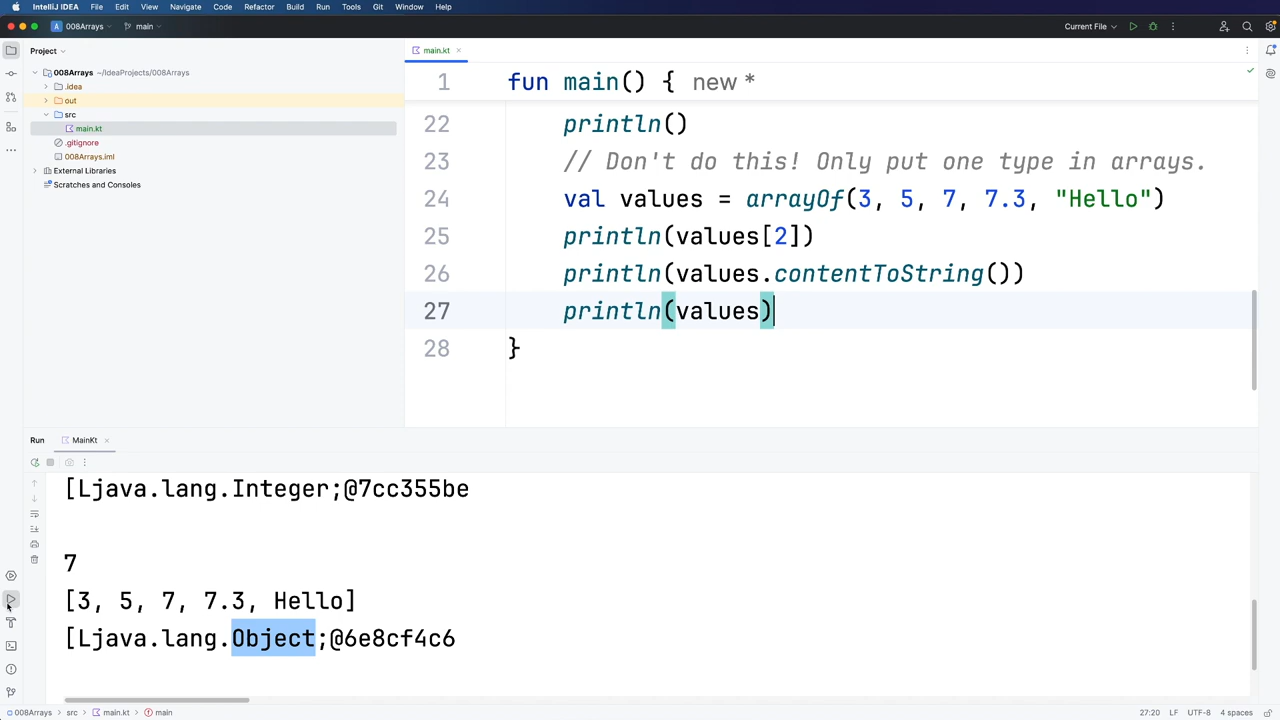 IntelliJ IDEA File Edit View Navigate Code Refactor Build Run Tools Git Window Help
A 008Arrays main Current File
Project
008Arrays ~/IdeaProjects/008Arrays
.idea
out
src
main.kt
.gitignore
008Arrays.iml
External Libraries
Scratches and Consoles
main.kt
1 fun main() { new *
22 println()
23 // Don't do this! Only put one type in arrays.
24 val values = arrayOf(3, 5, 7, 7.3, "Hello")
25 println(values[2])
26 println(values.contentToString())
27 println(values)
28 }
Run MainKt
[Ljava.lang.Integer;@7cc355be
7
[3, 5, 7, 7.3, Hello]
[Ljava.lang.Object;@6e8cf4c6
008Arrays src main.kt main 27:20 LF UTF-8 4 spaces